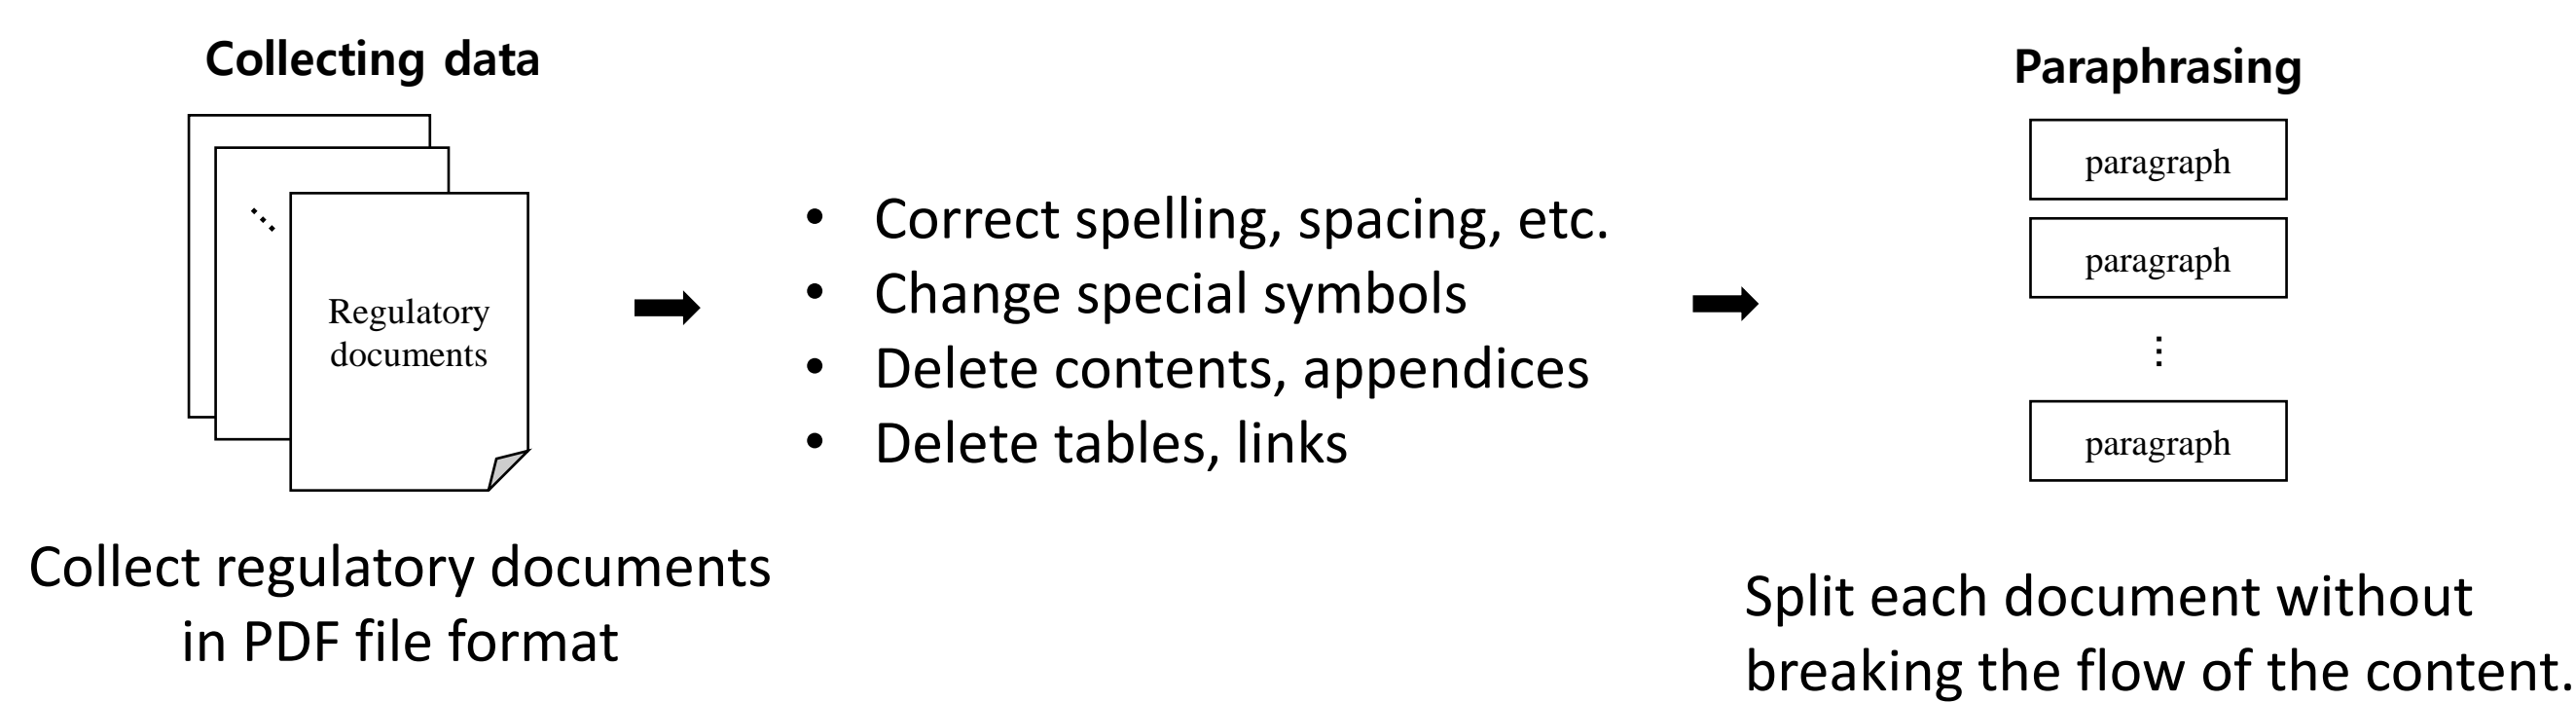 Collecting data
Regulatory
documents
Collect regulatory documents
in PDF file format
• Correct spelling, spacing, etc.
• Change special symbols
• Delete contents, appendices
• Delete tables, links
Paraphrasing
paragraph
paragraph
⋮
paragraph
Split each document without
breaking the flow of the content.